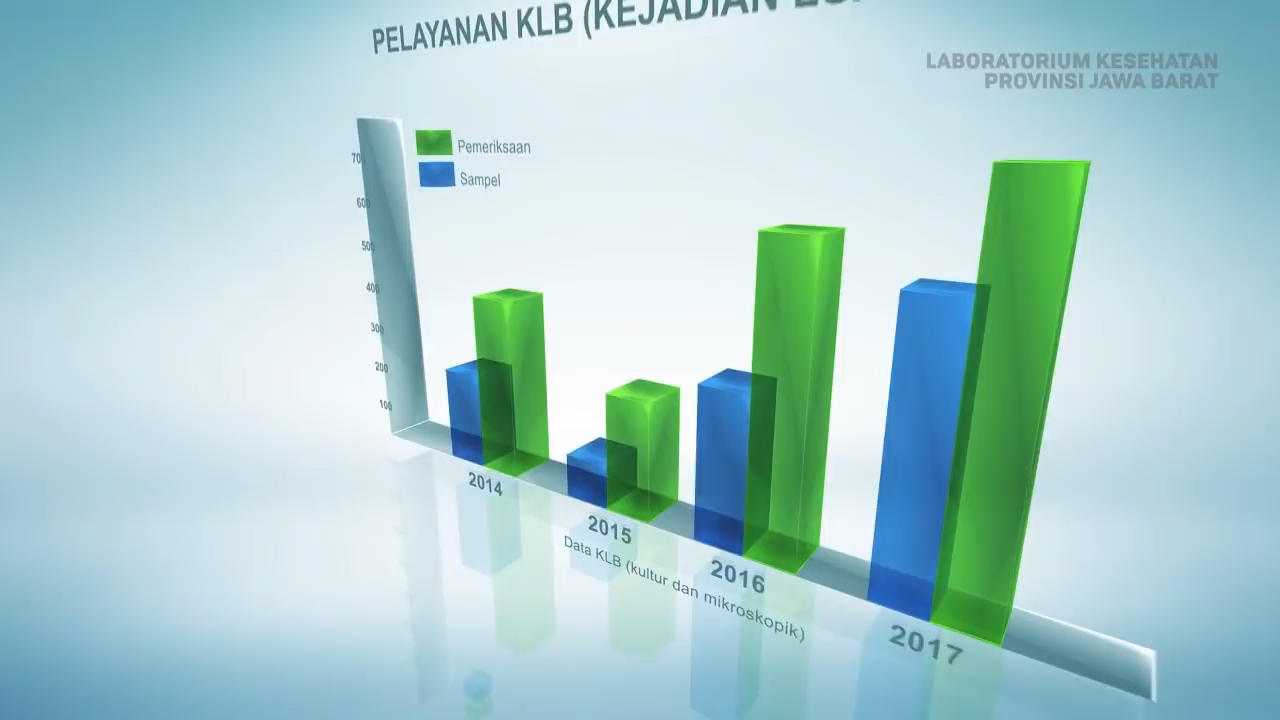 PELAYANAN KLB (KEJADIAN
LABORATORIUM KESEHATAN
PROVINSI JAWA BARAT
Pemeriksaan
Sampel
700
600
500
400
300
200
100
2014
2015
2016
2017
Data KLB (kultur dan mikroskopik)